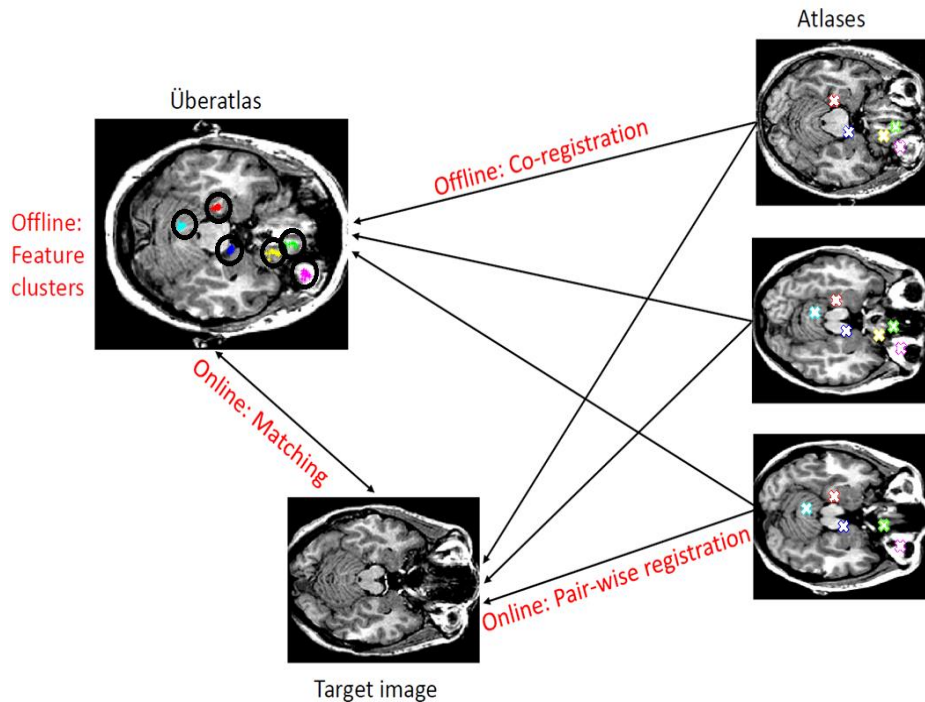 Atlases
Überatlas
Offline: Co-registration
Offline:
Feature
clusters
Online: Matching
Online: Pair-wise registration
Target image